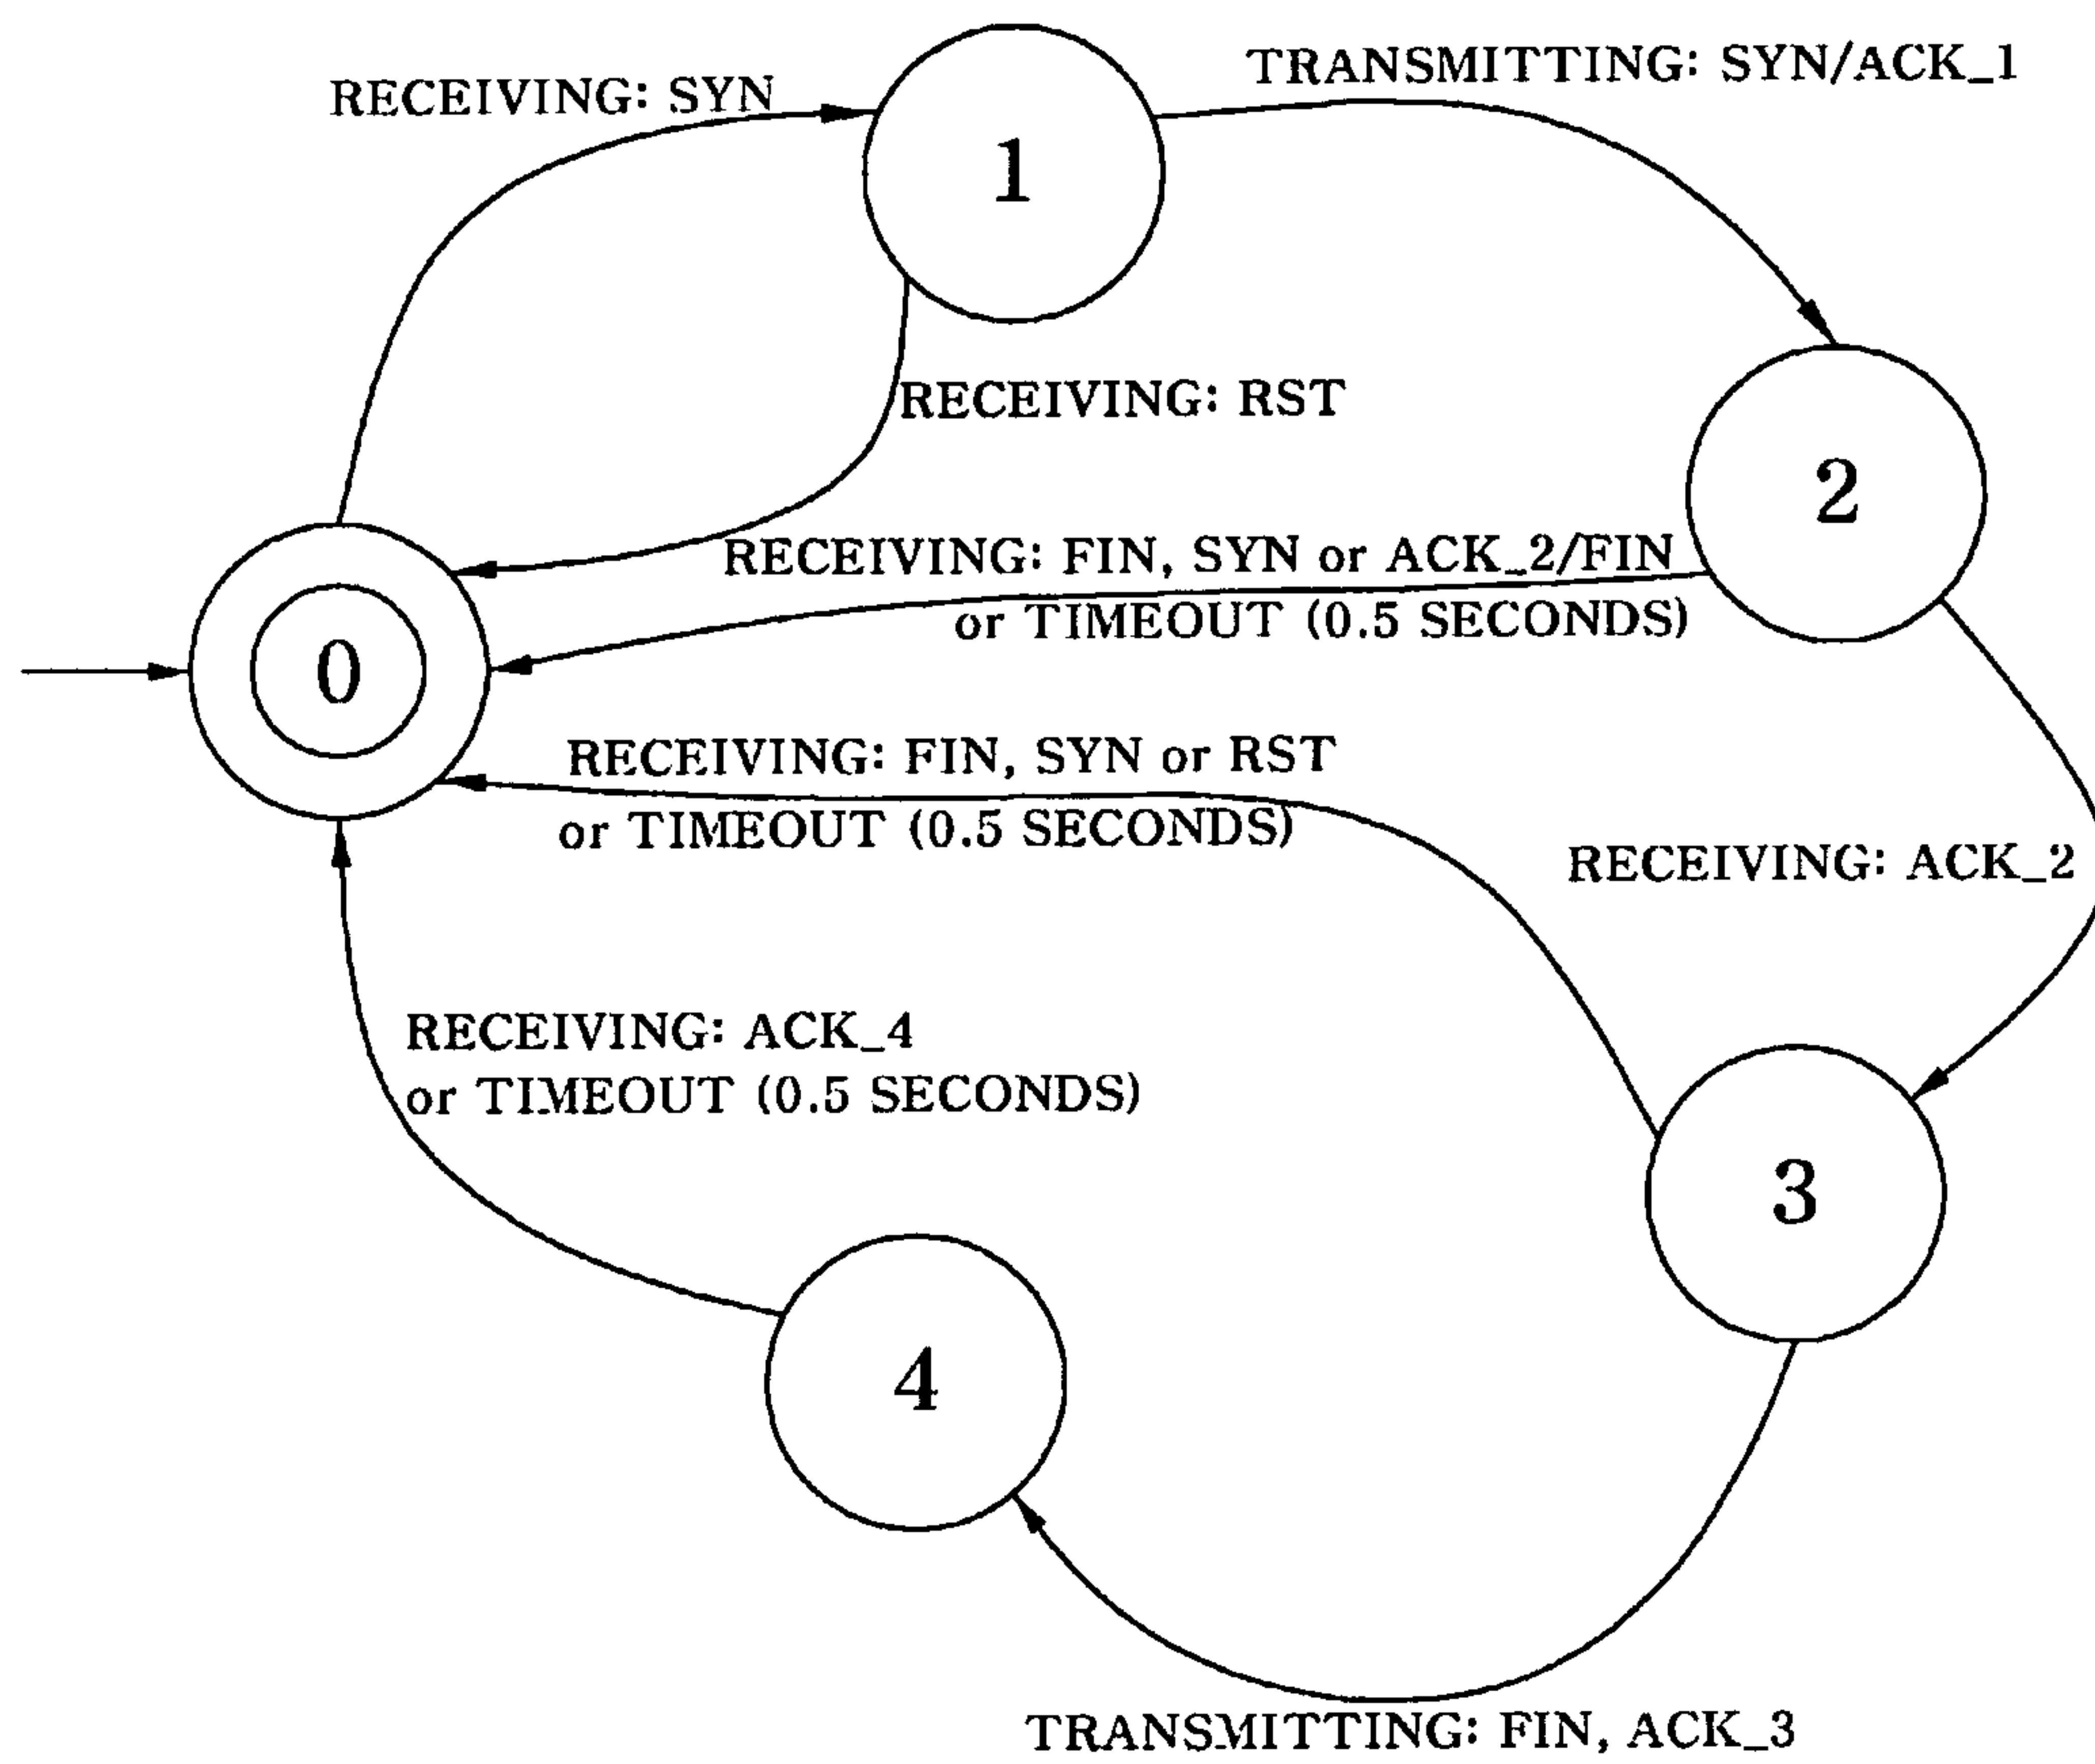 TRANSMITTING: SYN/ACK_1
RECEIVING: SYN
1
RECEIVING: RST
2
RECEIVING: FIN, SYN or ACK_2/FIN
or TIMEOUT (0.5 SECONDS)
0
RECEIVING: FIN, SYN or RST
or TIMEOUT (0.5 SECONDS)
RECEIVING: ACK_2
RECEIVING: ACK_4
or TIMEOUT (0.5 SECONDS)
3
4
TRANSMITTING: FIN, ACK_3